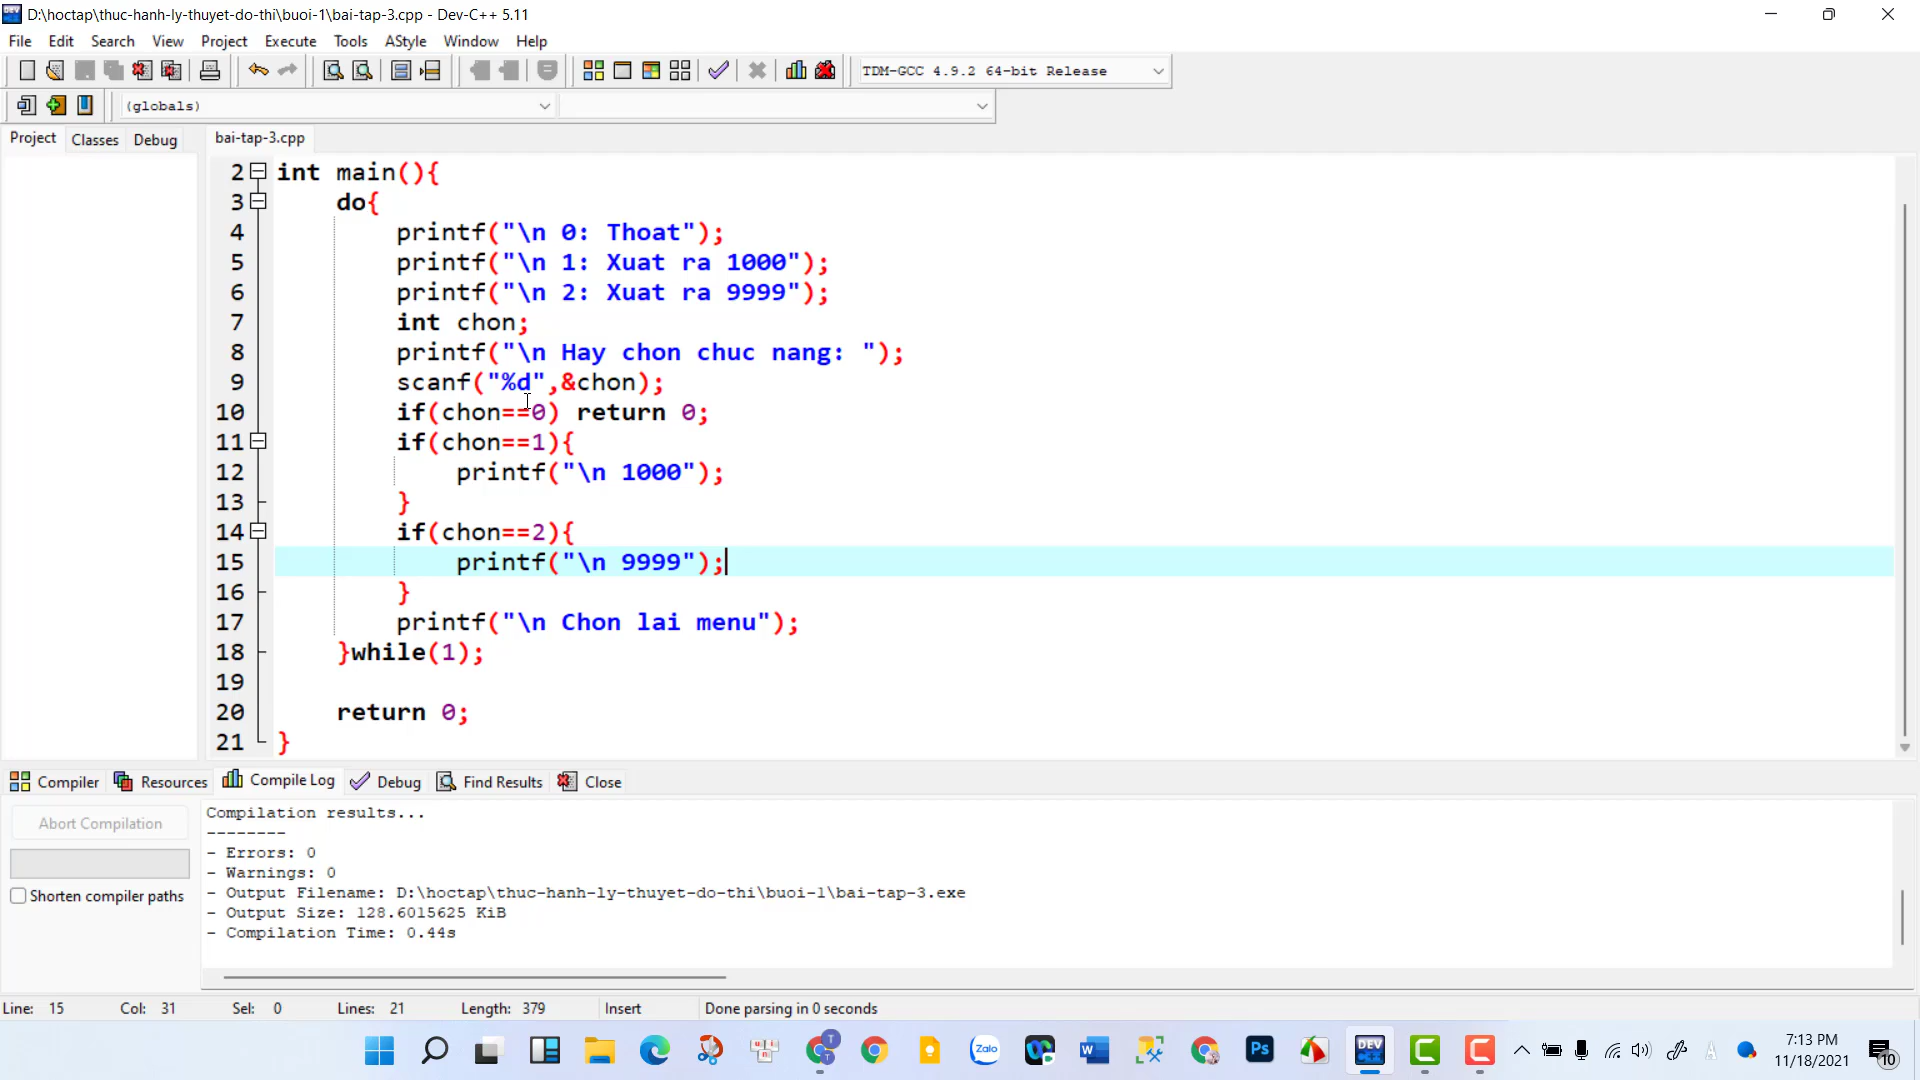 D:\hoctap\thuc-hanh-ly-thuyet-do-thi\buoi-1\bai-tap-3.cpp - Dev-C++ 5.11
File Edit Search View Project Execute Tools AStyle Window Help
TDM-GCC 4.9.2 64-bit Release
(globals)
Project Classes Debug bai-tap-3.cpp
2 int main(){
3 do{
4 printf("\n 0: Thoat");
5 printf("\n 1: Xuat ra 1000");
6 printf("\n 2: Xuat ra 9999");
7 int chon;
8 printf("\n Hay chon chuc nang: ");
9 scanf("%d",&chon);
10 if(chon==0) return 0;
11 if(chon==1){
12 printf("\n 1000");
13 }
14 if(chon==2){
15 printf("\n 9999");
16 }
17 printf("\n Chon lai menu");
18 }while(1);
19
20 return 0;
21 }
Compiler Resources Compile Log Debug Find Results Close
Abort Compilation
Shorten compiler paths
Compilation results...
--------
- Errors: 0
- Warnings: 0
- Output Filename: D:\hoctap\thuc-hanh-ly-thuyet-do-thi\buoi-1\bai-tap-3.exe
- Output Size: 128.6015625 KiB
- Compilation Time: 0.44s
Line: 15 Col: 31 Sel: 0 Lines: 21 Length: 379 Insert Done parsing in 0 seconds
Zalo
W
Ps
DEV
7:13 PM
11/18/2021
10